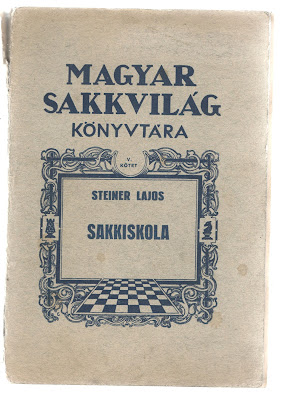 MAGYAR
SAKKVILÁG
KÖNYVTÁRA
V.
KÖTET
STEINER LAJOS
SAKKISKOLA